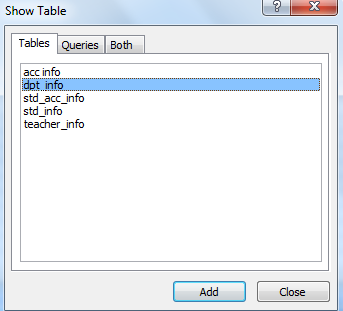 Show Table
Tables Queries Both
acc info
dpt_info
std_acc_info
std_info
teacher_info
Add Close